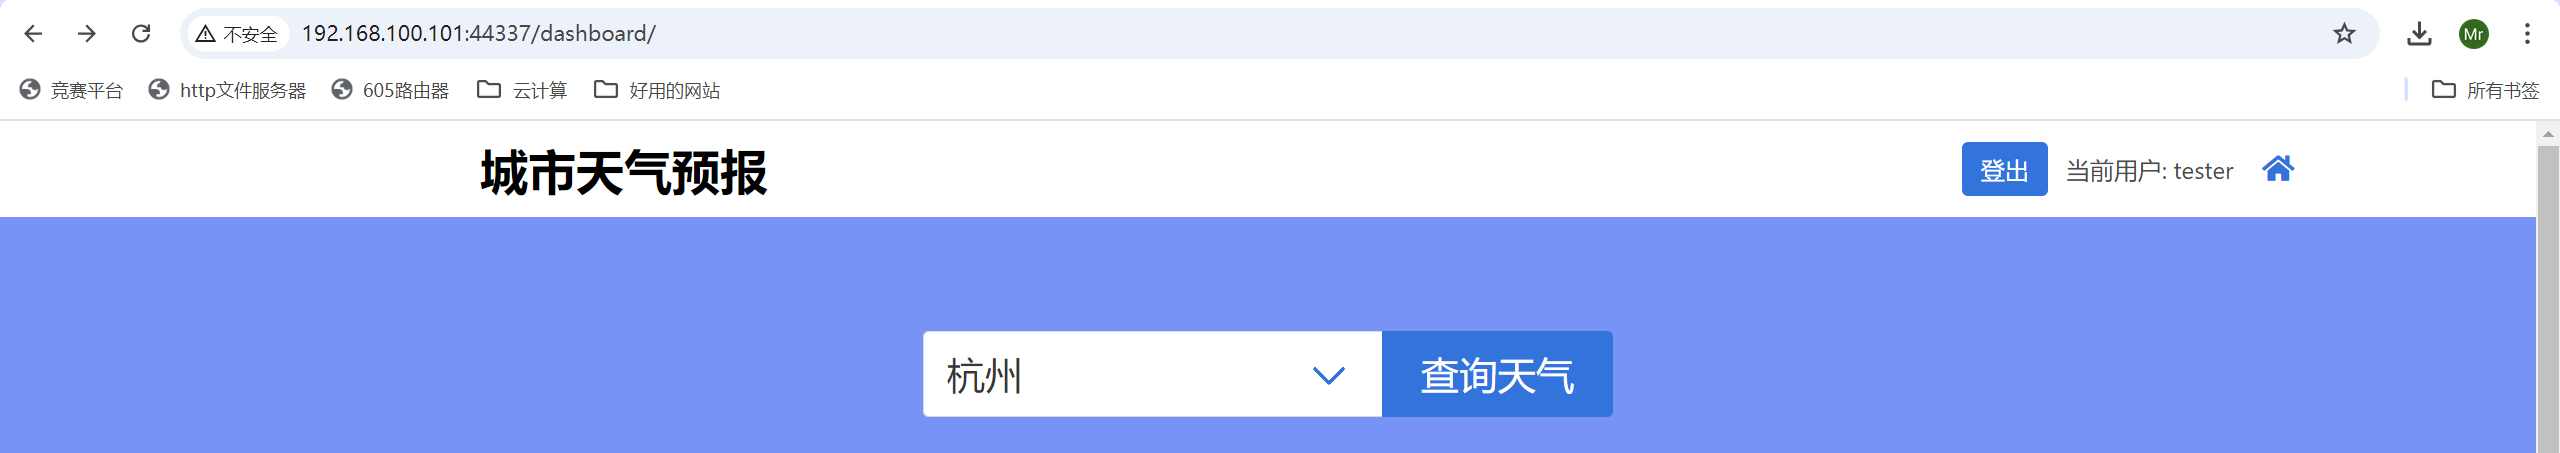 不安全 192.168.100.101:44337/dashboard/ Mr
竞赛平台 http文件服务器 605路由器 云计算 好用的网站 所有书签
城市天气预报 登出 当前用户: tester
杭州 查询天气